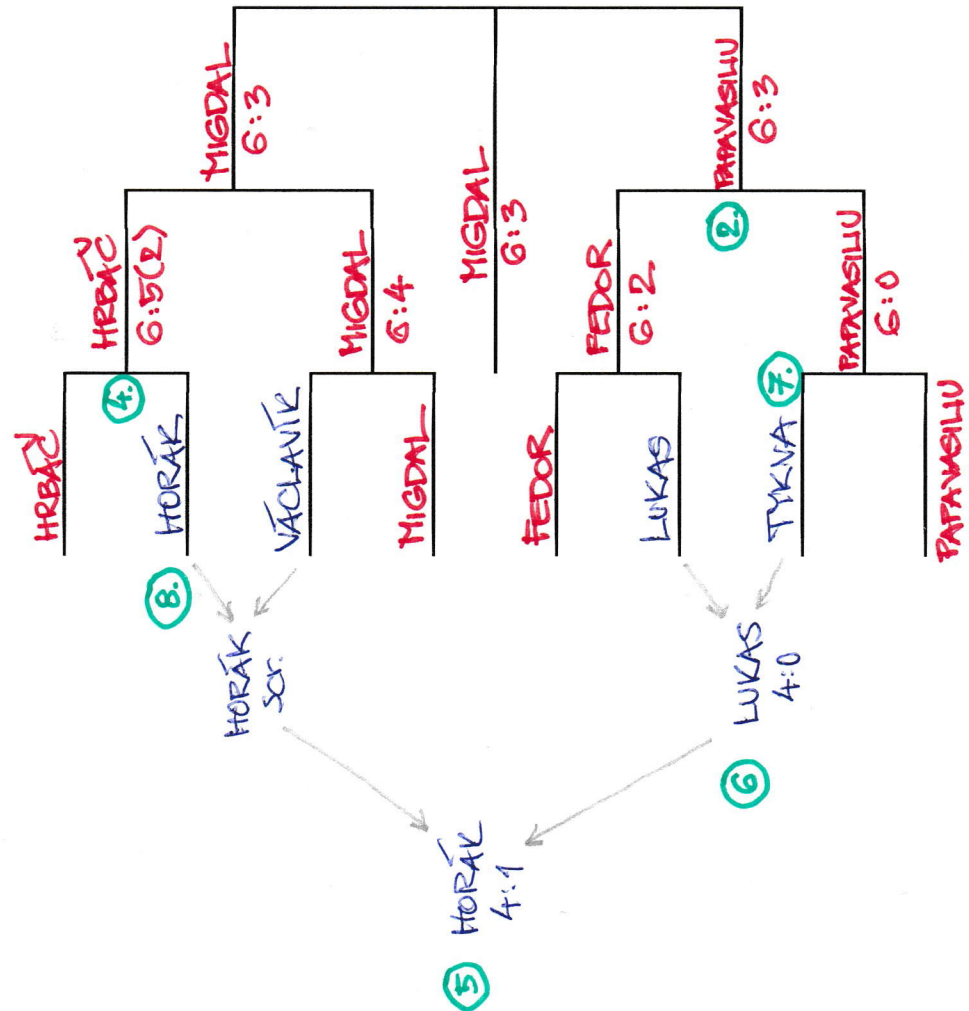 5
HORÁK
4:1
HORÁK
scr.
6
LUKAS
4:0
HRBÁČ
8.
HORÁK
VÁCLAVÍK
MIGDAL
FEDOR
LUKAS
TYKVA
PAPAVASILIU
4.
7.
HRBÁČ
6:5(2)
MIGDAL
6:4
FEDOR
6:2
PAPAVASILIU
6:0
2.
MIGDAL
6:3
PAPAVASILIU
6:3
MIGDAL
6:3